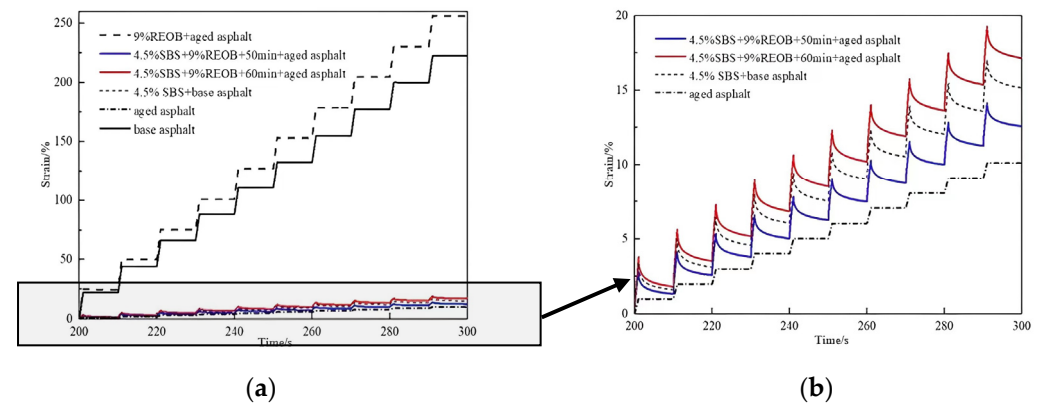 250
200
150
100
50
0
Strain/%
9%REOB+aged asphalt
4.5%SBS+9%REOB+50min+aged asphalt
4.5%SBS+9%REOB+60min+aged asphalt
4.5% SBS+base asphalt
aged asphalt
base asphalt
200 220 240 260 280 300
Time/s
(a)
20
15
10
5
0
Strain/%
4.5%SBS+9%REOB+50min+aged asphalt
4.5%SBS+9%REOB+60min+aged asphalt
4.5% SBS+base asphalt
aged asphalt
200 220 240 260 280 300
Time/s
(b)